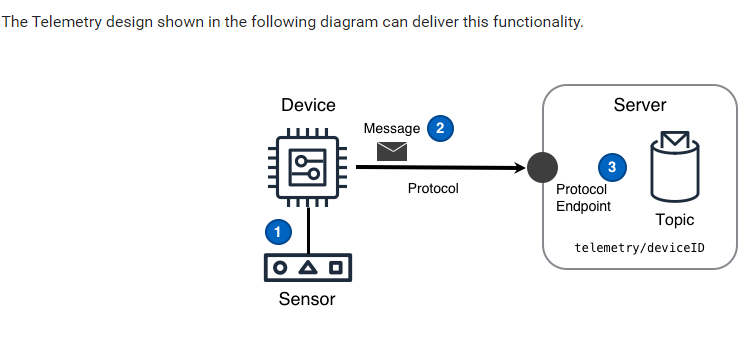 The Telemetry design shown in the following diagram can deliver this functionality.
Device
Server
Message 2
3
Protocol
Protocol
Endpoint
Topic
1
telemetry/deviceID
Sensor